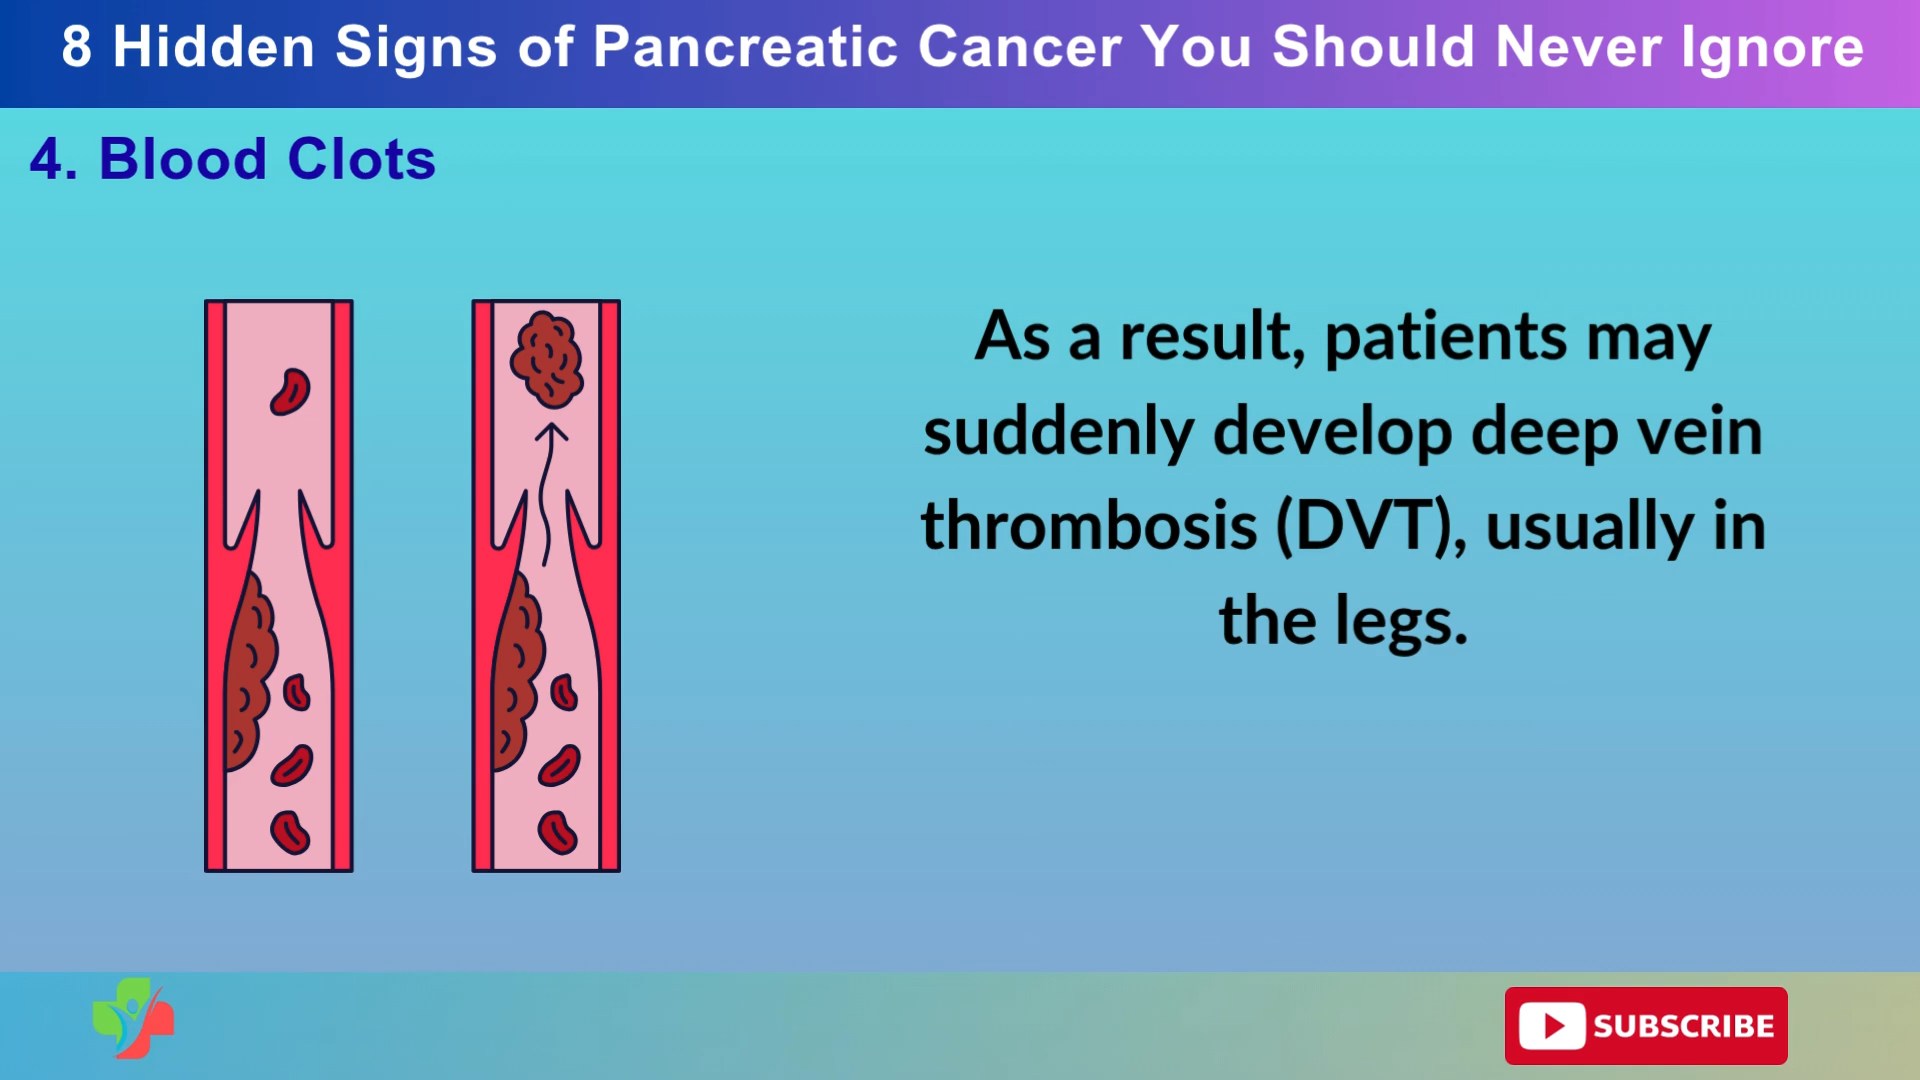 8 Hidden Signs of Pancreatic Cancer You Should Never Ignore
4. Blood Clots
As a result, patients may
suddenly develop deep vein
thrombosis (DVT), usually in
the legs.
SUBSCRIBE